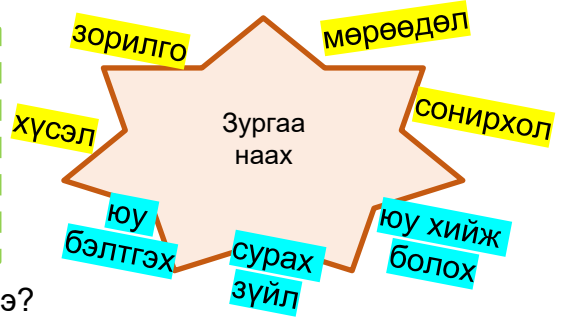 зорилго
мөрөөдөл
хүсэл
сонирхол
Зургаа
наах
юу
бэлтгэх
сурах
зүйл
юу хийж
болох
э?